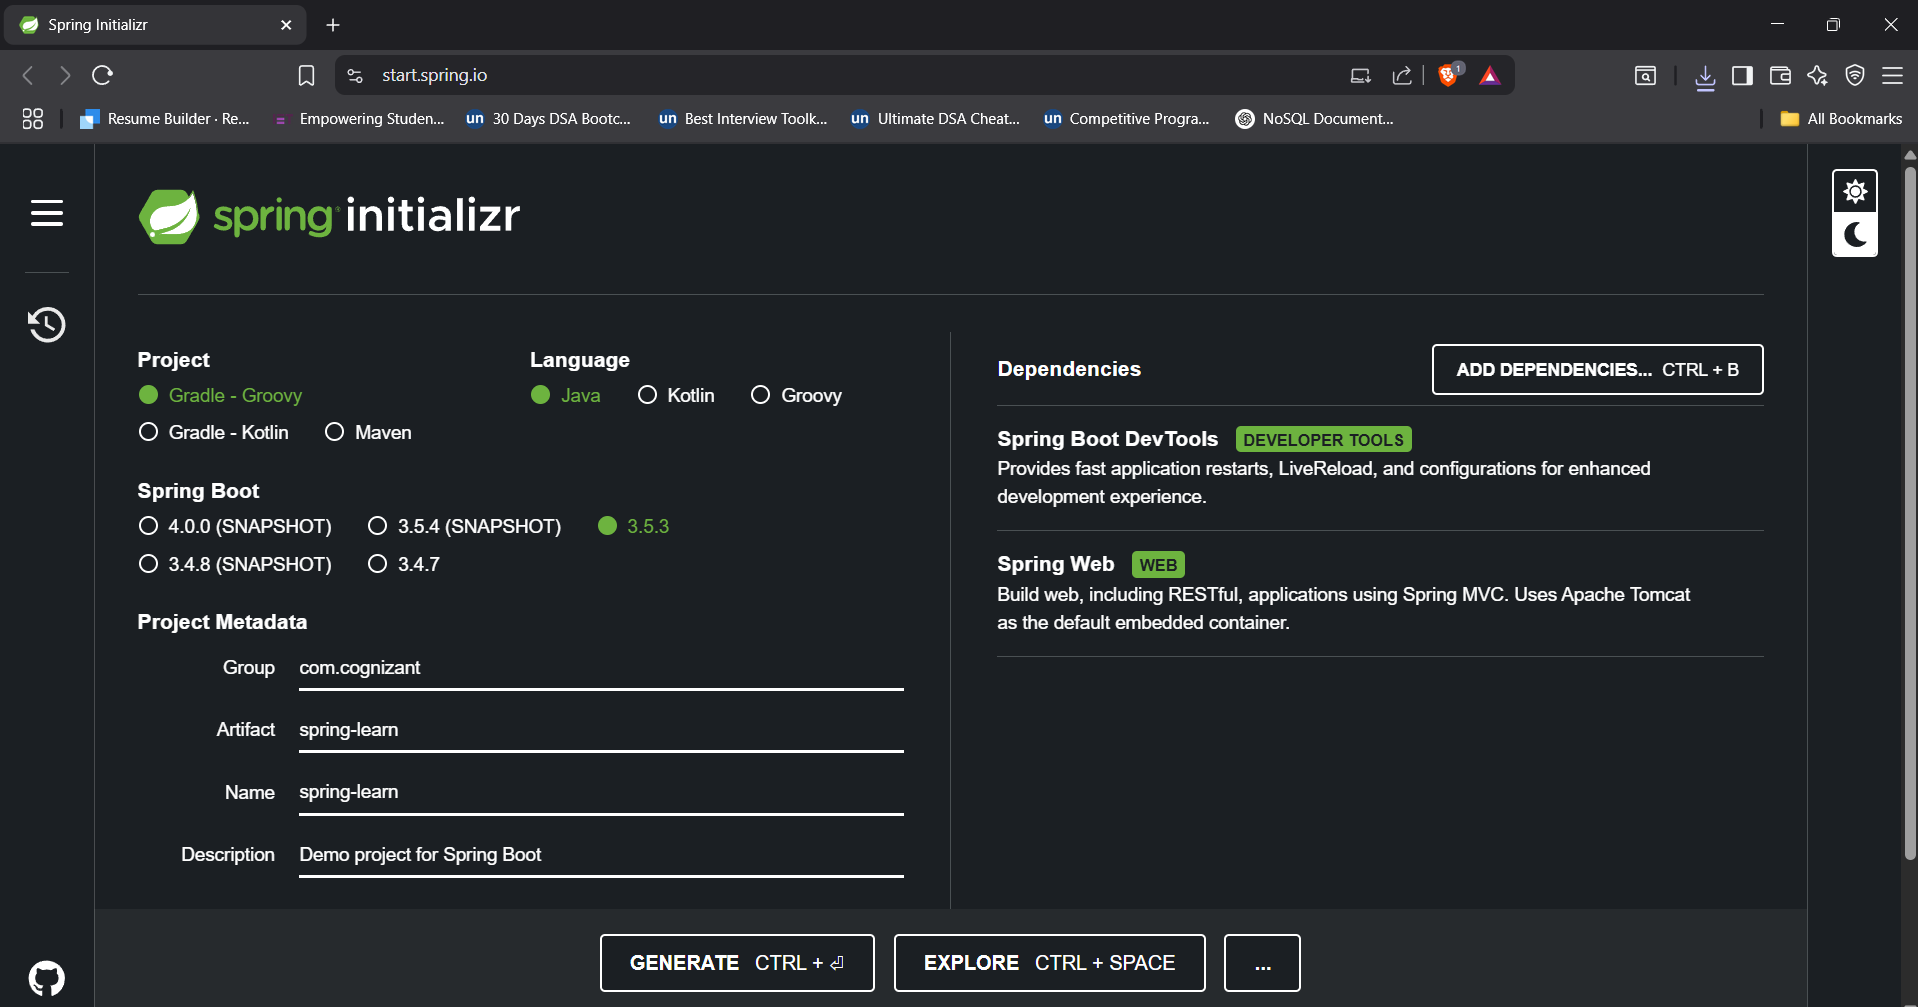 Spring Initializr
start.spring.io
1
Resume Builder · Re...
Empowering Studen...
un 30 Days DSA Bootc...
un Best Interview Toolk...
un Ultimate DSA Cheat...
un Competitive Progra...
NoSQL Document...
All Bookmarks
spring initializr
Project
Gradle - Groovy
Gradle - Kotlin
Maven
Language
Java
Kotlin
Groovy
Spring Boot
4.0.0 (SNAPSHOT)
3.5.4 (SNAPSHOT)
3.5.3
3.4.8 (SNAPSHOT)
3.4.7
Project Metadata
Group com.cognizant
Artifact spring-learn
Name spring-learn
Description Demo project for Spring Boot
Dependencies
ADD DEPENDENCIES... CTRL + B
Spring Boot DevTools DEVELOPER TOOLS
Provides fast application restarts, LiveReload, and configurations for enhanced
development experience.
Spring Web WEB
Build web, including RESTful, applications using Spring MVC. Uses Apache Tomcat
as the default embedded container.
GENERATE CTRL + ⏎
EXPLORE CTRL + SPACE
...